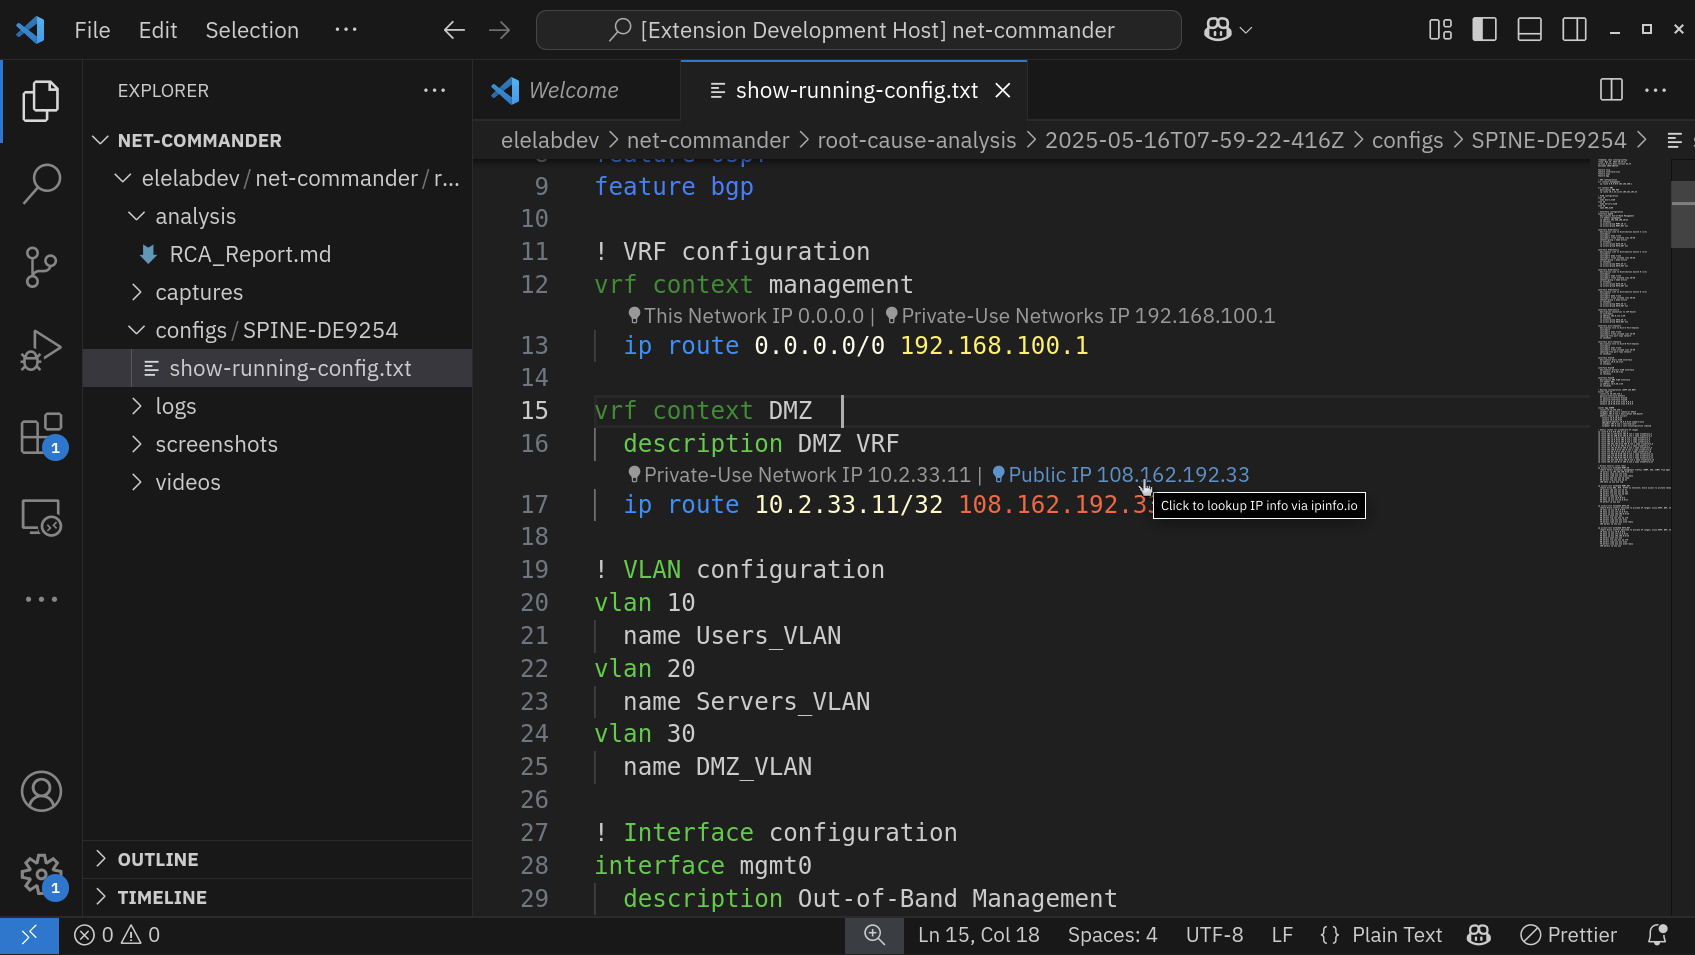 File Edit Selection ··· [Extension Development Host] net-commander
EXPLORER ···
NET-COMMANDER
elelabdev / net-commander / r...
analysis
RCA_Report.md
captures
configs / SPINE-DE9254
show-running-config.txt
logs
screenshots
videos
OUTLINE
TIMELINE
1
1
Welcome show-running-config.txt
elelabdev > net-commander > root-cause-analysis > 2025-05-16T07-59-22-416Z > configs > SPINE-DE9254 >
9 feature bgp
10
11 ! VRF configuration
12 vrf context management
This Network IP 0.0.0.0 | Private-Use Networks IP 192.168.100.1
13 ip route 0.0.0.0/0 192.168.100.1
14
15 vrf context DMZ
16 description DMZ VRF
Private-Use Network IP 10.2.33.11 | Public IP 108.162.192.33
17 ip route 10.2.33.11/32 108.162.192.3
Click to lookup IP info via ipinfo.io
18
19 ! VLAN configuration
20 vlan 10
21 name Users_VLAN
22 vlan 20
23 name Servers_VLAN
24 vlan 30
25 name DMZ_VLAN
26
27 ! Interface configuration
28 interface mgmt0
29 description Out-of-Band Management
0 0 Ln 15, Col 18 Spaces: 4 UTF-8 LF {} Plain Text Prettier